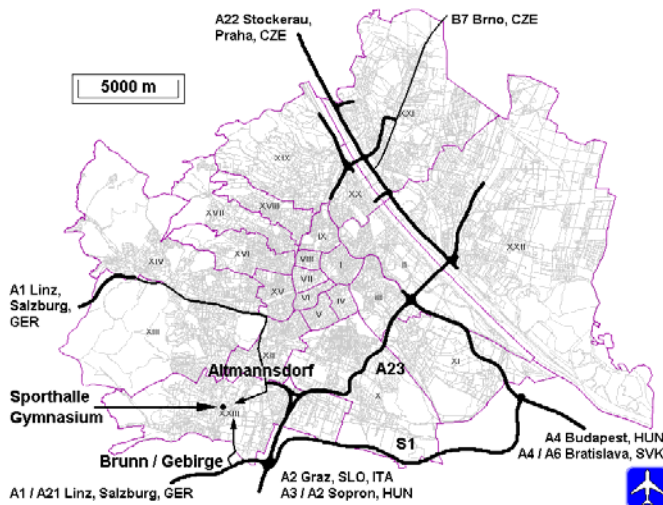 A22 Stockerau,
Praha, CZE
B7 Brno, CZE
5000 m
XXI
XIX
XX
XVIII
XVII
IX
XXII
XVI
VIII
I
II
XIV
VII
XV
VI
IV
III
V
A1 Linz,
Salzburg,
GER
XIII
XII
XI
Altmannsdorf
A23
X
Sporthalle
Gymnasium
XXIII
S1
A4 Budapest, HUN
A4 / A6 Bratislava, SVK
Brunn / Gebirge
A2 Graz, SLO, ITA
A1 / A21 Linz, Salzburg, GER
A3 / A2 Sopron, HUN